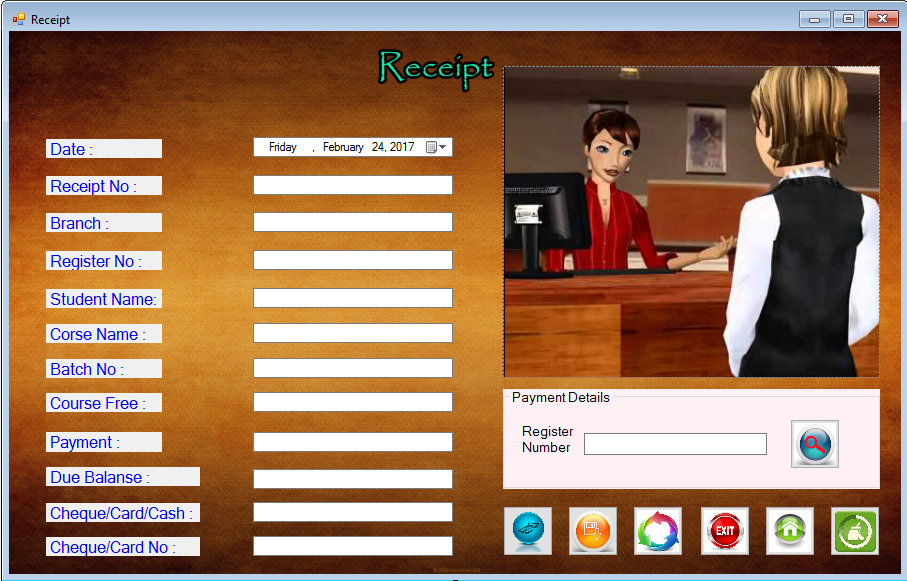 Receipt
Receipt
Date :
Friday , February 24, 2017
Receipt No :
Branch :
Register No :
Student Name:
Corse Name :
Batch No :
Course Free :
Payment :
Due Balanse :
Cheque/Card/Cash :
Cheque/Card No :
Payment Details
Register
Number
EXIT